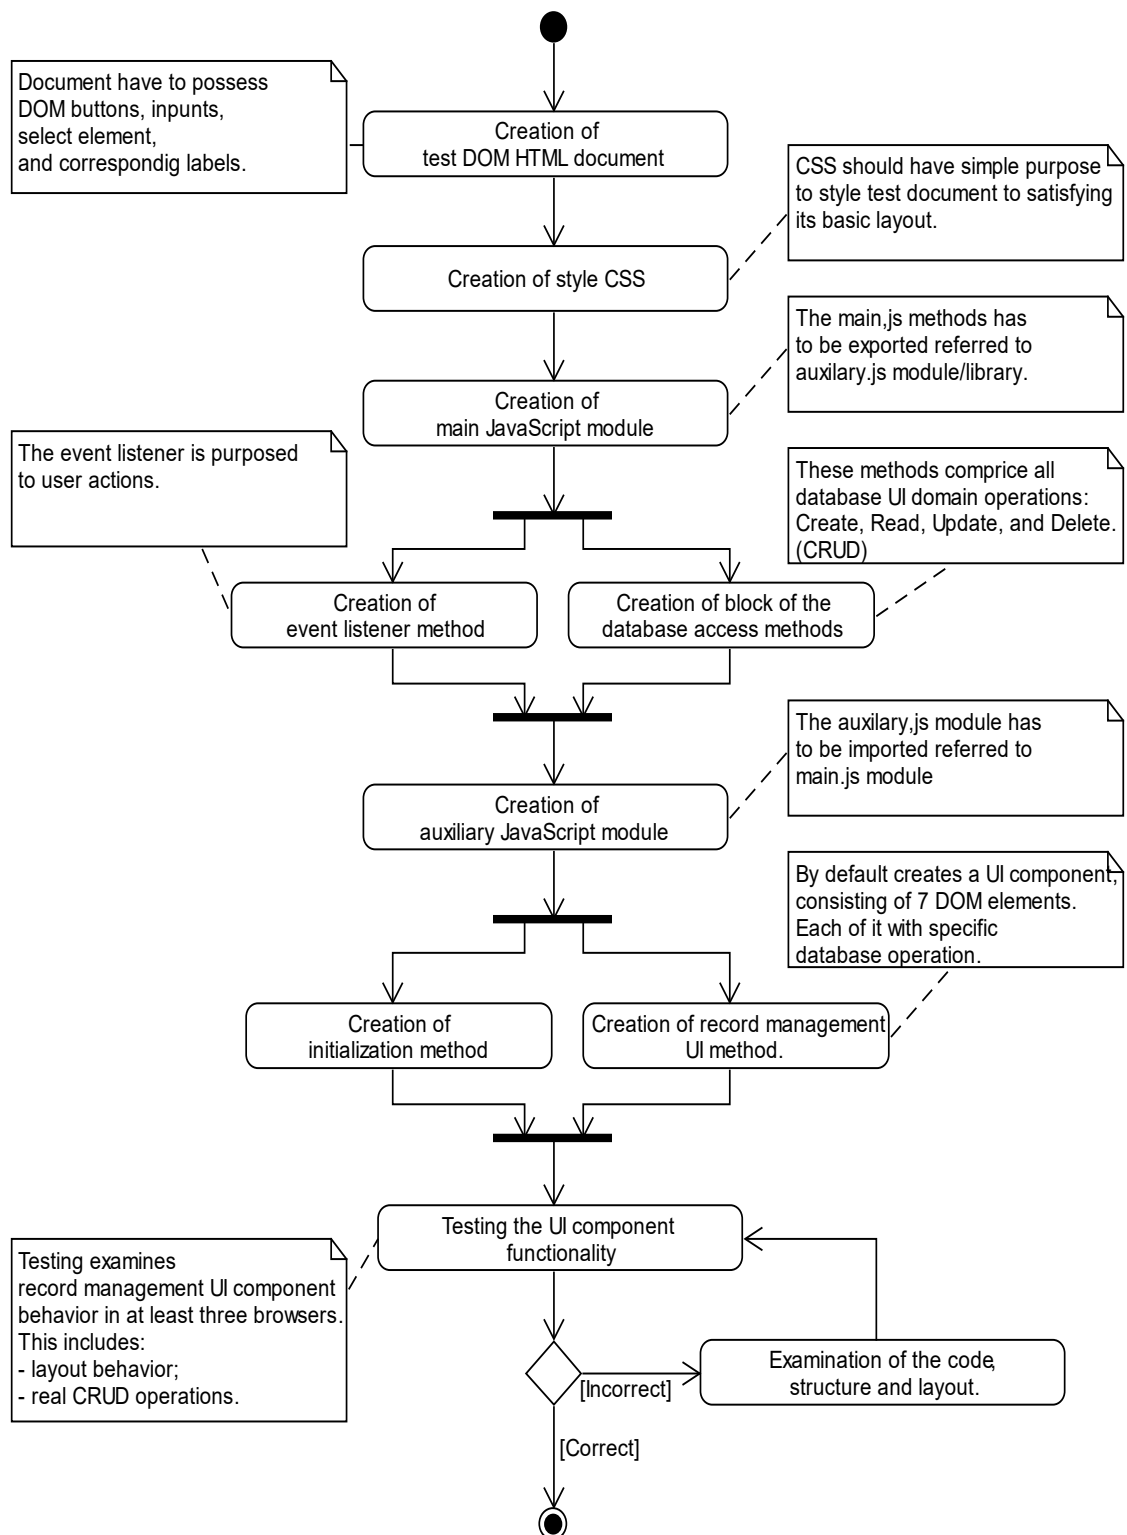 Document have to possess
DOM buttons, inpunts,
select element,
and correspondig labels.
Creation of
test DOM HTML document
CSS should have simple purpose
to style test document to satisfying
its basic layout.
Creation of style CSS
The main,js methods has
to be exported referred to
auxilary.js module/library.
Creation of
main JavaScript module
The event listener is purposed
to user actions.
These methods comprice all
database UI domain operations:
Create, Read, Update, and Delete.
(CRUD)
Creation of
event listener method
Creation of block of the
database access methods
The auxilary,js module has
to be imported referred to
main.js module
Creation of
auxiliary JavaScript module
By default creates a UI component,
consisting of 7 DOM elements.
Each of it with specific
database operation.
Creation of
initialization method
Creation of record management
UI method.
Testing the UI component
functionality
Testing examines
record management UI component
behavior in at least three browsers.
This includes:
- layout behavior;
- real CRUD operations.
Examination of the code,
structure and layout.
[Incorrect]
[Correct]